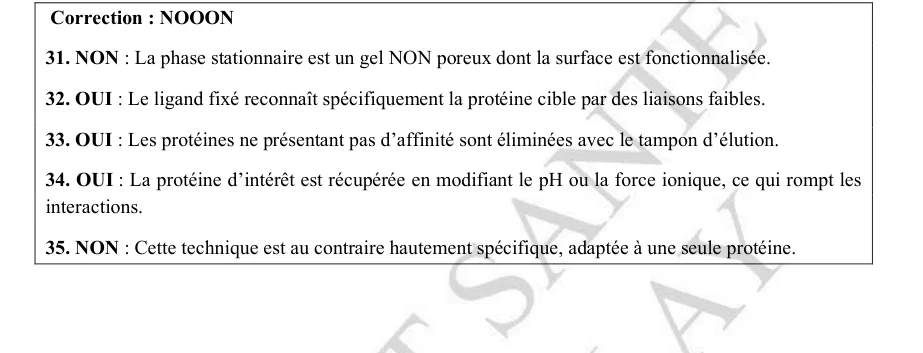 Correction : NOOON
31. NON : La phase stationnaire est un gel NON poreux dont la surface est fonctionnalisée.
32. OUI : Le ligand fixé reconnaît spécifiquement la protéine cible par des liaisons faibles.
33. OUI : Les protéines ne présentant pas d’affinité sont éliminées avec le tampon d’élution.
34. OUI : La protéine d’intérêt est récupérée en modifiant le pH ou la force ionique, ce qui rompt les
interactions.
35. NON : Cette technique est au contraire hautement spécifique, adaptée à une seule protéine.
SANTE